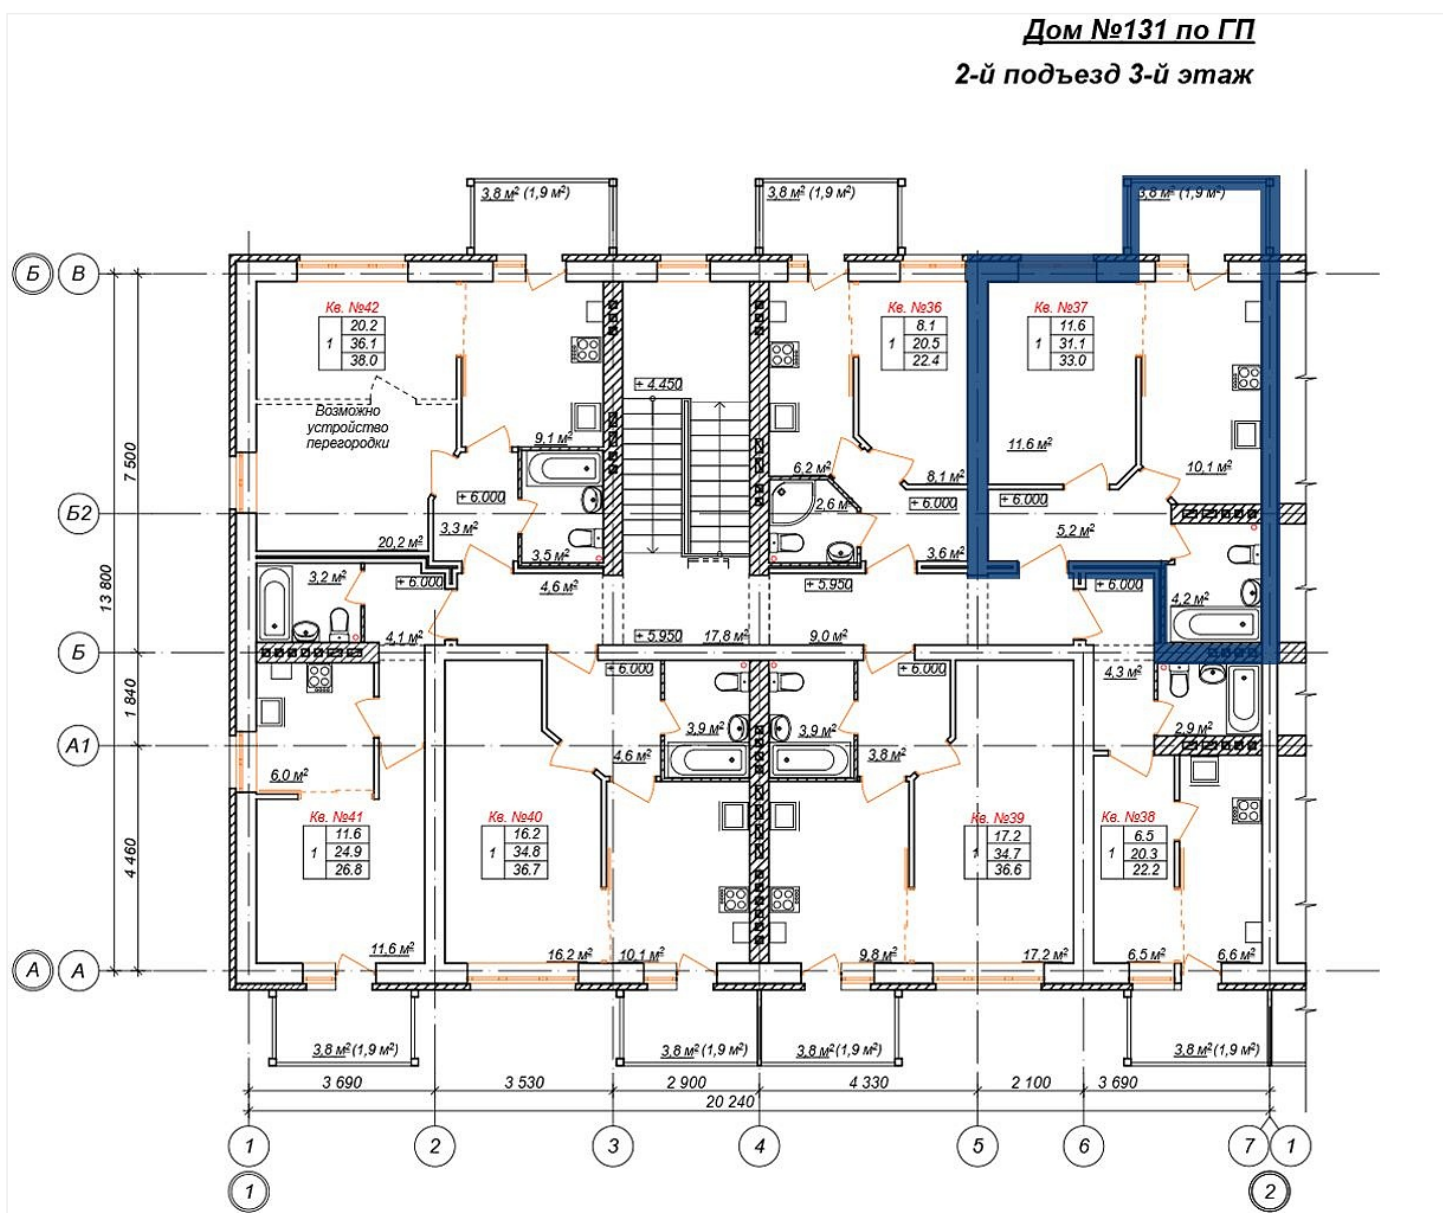 Дом №131 по ГП
2-й подъезд 3-й этаж
3,8 м² (1,9 м²)
3,8 м² (1,9 м²)
3,8 м² (1,9 м²)
Б В
Кв. №42
20.2
1 36.1
38.0
Кв. №36
8.1
1 20.5
22.4
Кв. №37
11.6
1 31.1
33.0
+ 4.450
Возможно
устройство
перегородки
9.1 м²
6,2 м²
8,1 м²
11.6 м²
10,1 м²
7 500
+ 6.000
+ 6.000
+ 6.000
2,6 м²
Б2
3,3 м²
5,2 м²
20,2 м²
3,5 м²
3,6 м²
3,2 м²
+ 6.000
4,6 м²
+ 5.950
+ 6.000
13 800
4,2 м²
4,1 м²
+ 5.950
17,8 м²
9,0 м²
Б
+ 6.000
+ 6.000
4,3 м²
1 840
3,9 м²
3,9 м²
2,9 м²
А1
4,6 м²
3,8 м²
6,0 м²
Кв. №41
11.6
1 24.9
26.8
Кв. №40
16.2
1 34.8
36.7
Кв. №39
17.2
1 34.7
36.6
Кв. №38
6.5
1 20.3
22.2
4 460
11.6 м²
16,2 м²
10,1 м²
9,8 м²
17,2 м²
6,5 м²
6,6 м²
А А
3,8 м² (1,9 м²)
3,8 м² (1,9 м²)
3,8 м² (1,9 м²)
3,8 м² (1,9 м²)
3 690 3 530 2 900 4 330 2 100 3 690
20 240
1 2 3 4 5 6 7 1
1 2